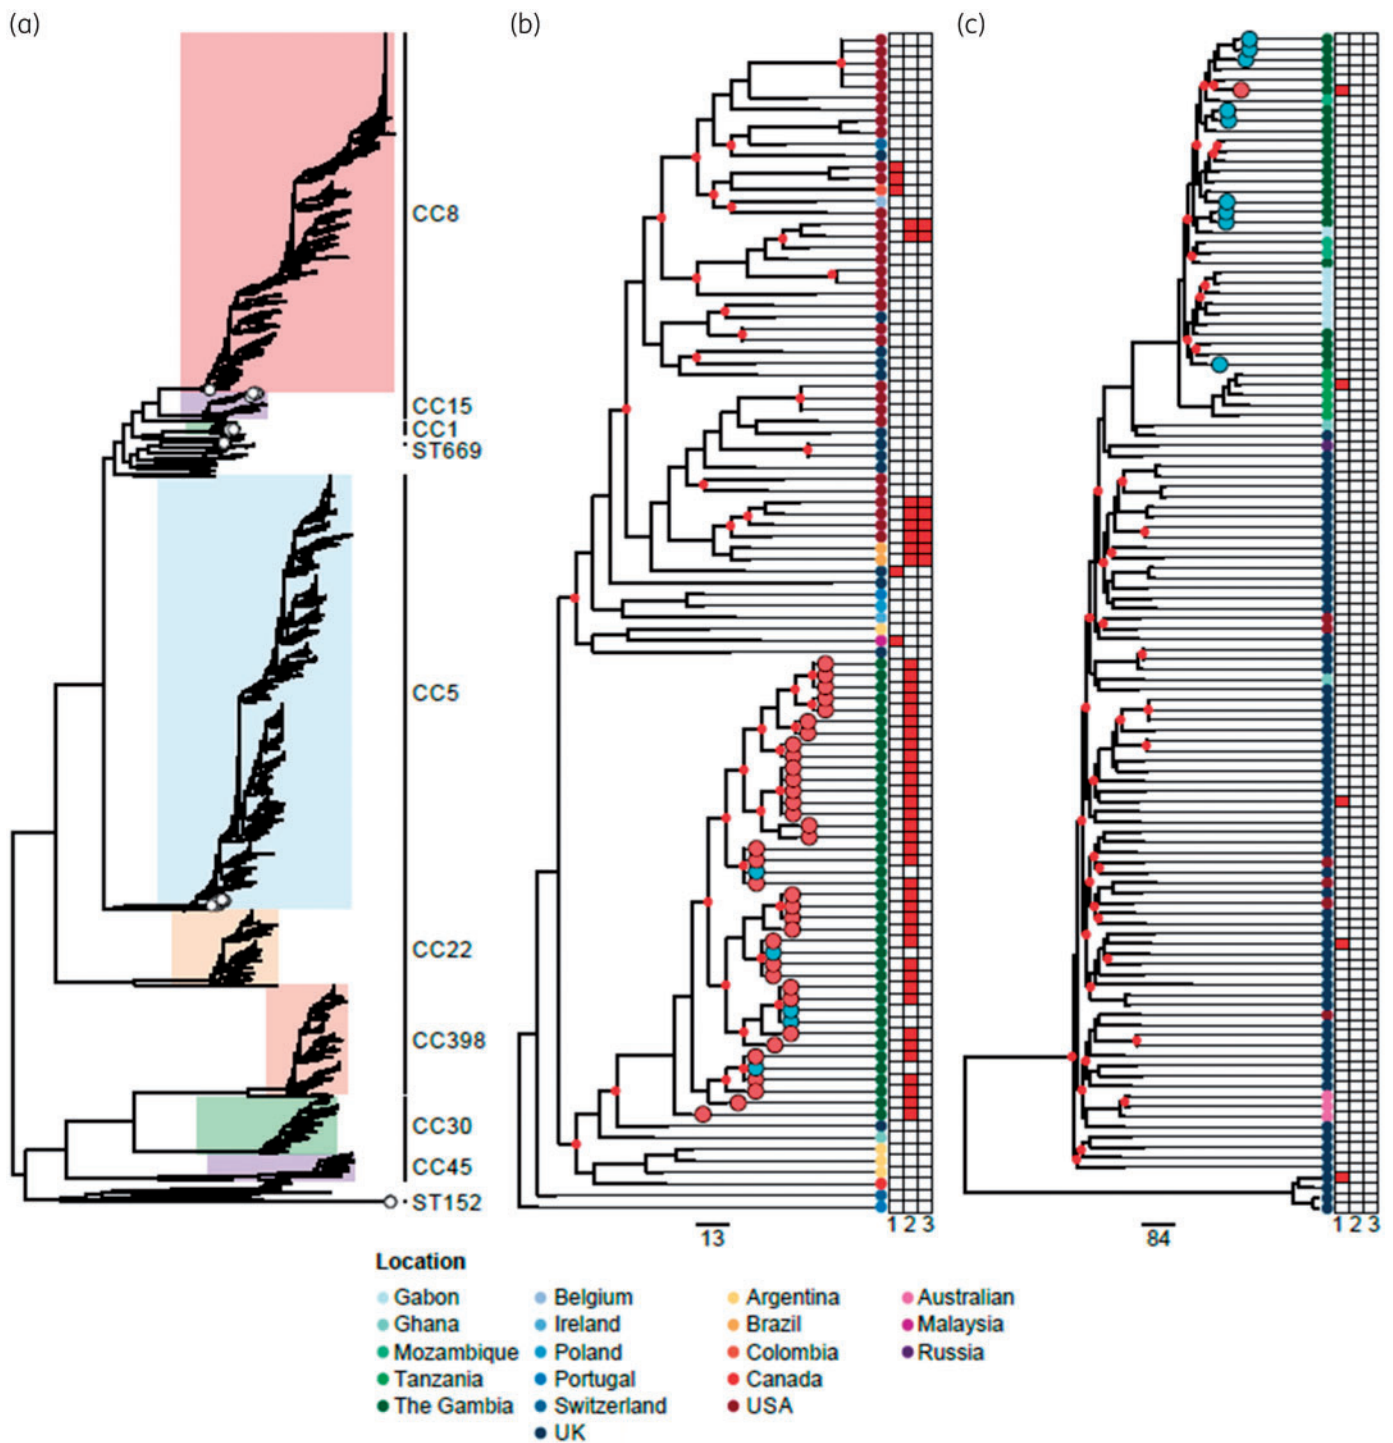 (a)
(b)
(c)
CC8
CC15
CC1
ST669
CC5
CC22
CC398
CC30
CC45
ST152
1 2 3
13
1 2 3
84
Location
Gabon
Ghana
Mozambique
Tanzania
The Gambia
Belgium
Ireland
Poland
Portugal
Switzerland
UK
Argentina
Brazil
Colombia
Canada
USA
Australian
Malaysia
Russia